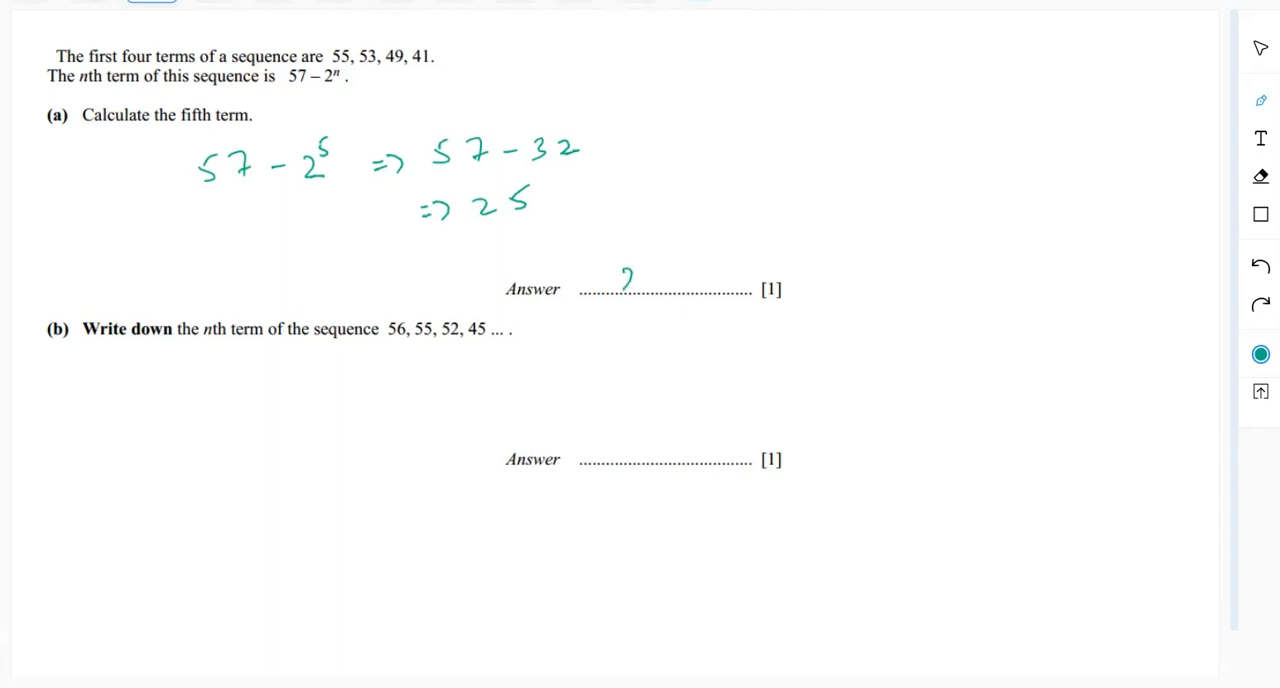 The first four terms of a sequence are 55, 53, 49, 41.
The nth term of this sequence is 57 – 2ⁿ .
(a) Calculate the fifth term.
57 - 2⁵ => 57 - 32
=> 25
Answer .......................................... [1]
(b) Write down the nth term of the sequence 56, 55, 52, 45 ... .
Answer .......................................... [1]
T